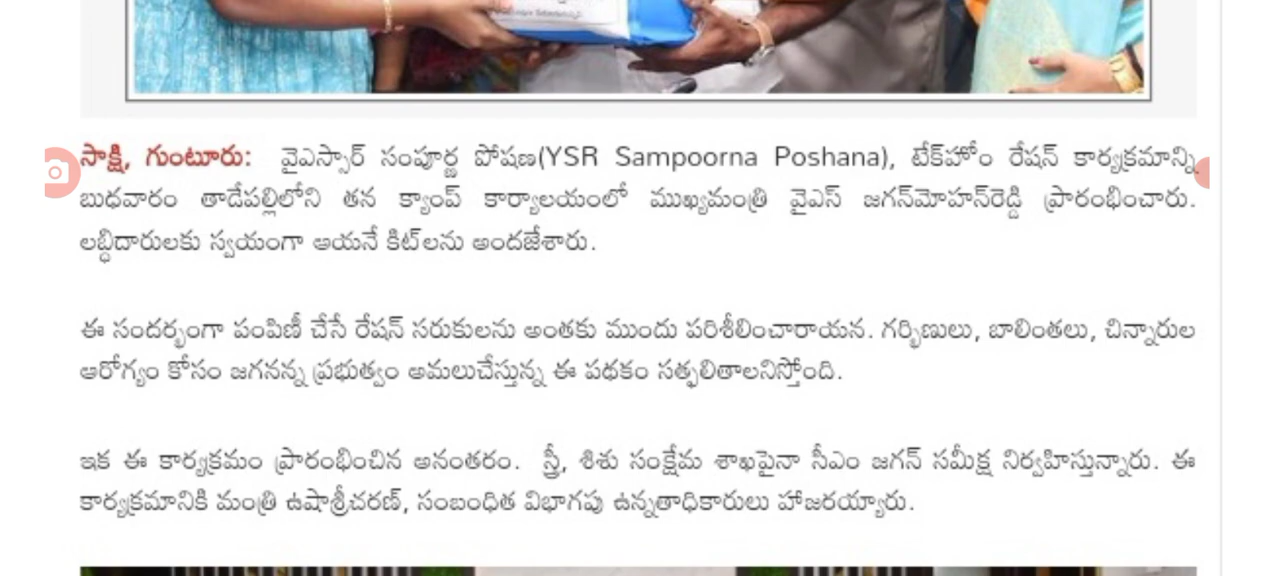 సాక్షి, గుంటూరు: వైఎస్సార్ సంపూర్ణ పోషణ(YSR Sampoorna Poshana), టేక్‌హోం రేషన్ కార్యక్రమాన్ని
బుధవారం తాడేపల్లిలోని తన క్యాంప్ కార్యాలయంలో ముఖ్యమంత్రి వైఎస్ జగన్‌మోహన్‌రెడ్డి ప్రారంభించారు.
లబ్ధిదారులకు స్వయంగా ఆయనే కిట్‌లను అందజేశారు.
ఈ సందర్భంగా పంపిణీ చేసే రేషన్ సరుకులను అంతకు ముందు పరిశీలించారాయన. గర్భిణులు, బాలింతలు, చిన్నారుల
ఆరోగ్యం కోసం జగనన్న ప్రభుత్వం అమలుచేస్తున్న ఈ పథకం సత్ఫలితాలనిస్తోంది.
ఇక ఈ కార్యక్రమం ప్రారంభించిన అనంతరం. స్త్రీ, శిశు సంక్షేమ శాఖపైనా సీఎం జగన్ సమీక్ష నిర్వహిస్తున్నారు. ఈ
కార్యక్రమానికి మంత్రి ఉషాశ్రీచరణ్, సంబంధిత విభాగపు ఉన్నతాధికారులు హాజరయ్యారు.